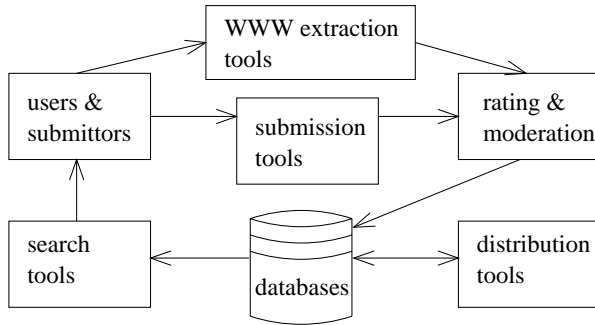 WWW extraction
tools
users &
submittors
submission
tools
rating &
moderation
search
tools
databases
distribution
tools